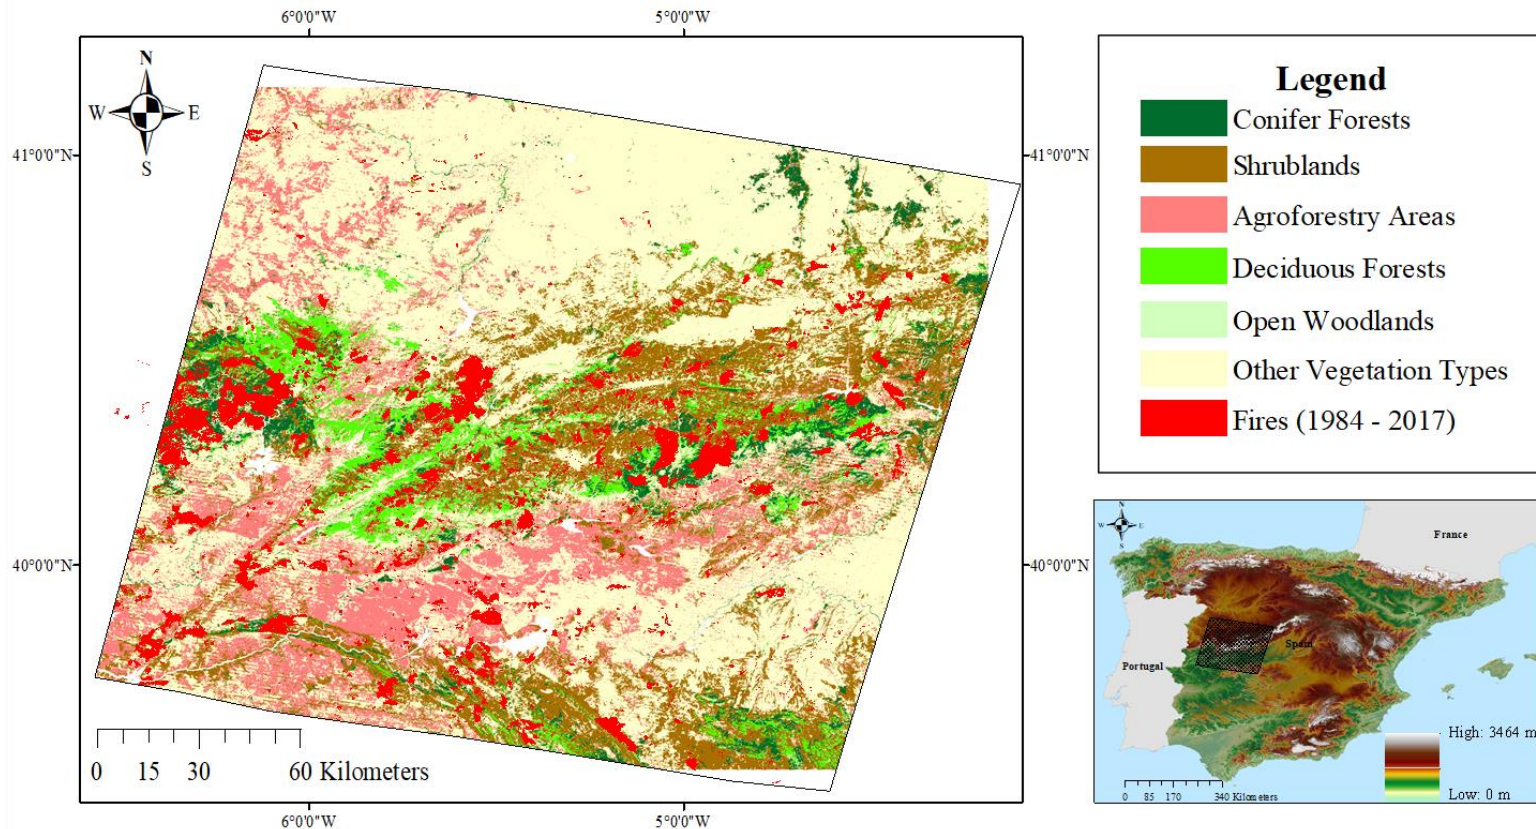 6°0'0"W
5°0'0"W
N
W
E
S
41°0'0"N
41°0'0"N
40°0'0"N
40°0'0"N
0 15 30 60 Kilometers
6°0'0"W
5°0'0"W
Legend
Conifer Forests
Shrublands
Agroforestry Areas
Deciduous Forests
Open Woodlands
Other Vegetation Types
Fires (1984 - 2017)
N
W
E
S
France
Spain
Portugal
High: 3464 m
Low: 0 m
0 85 170 340 Kilometers